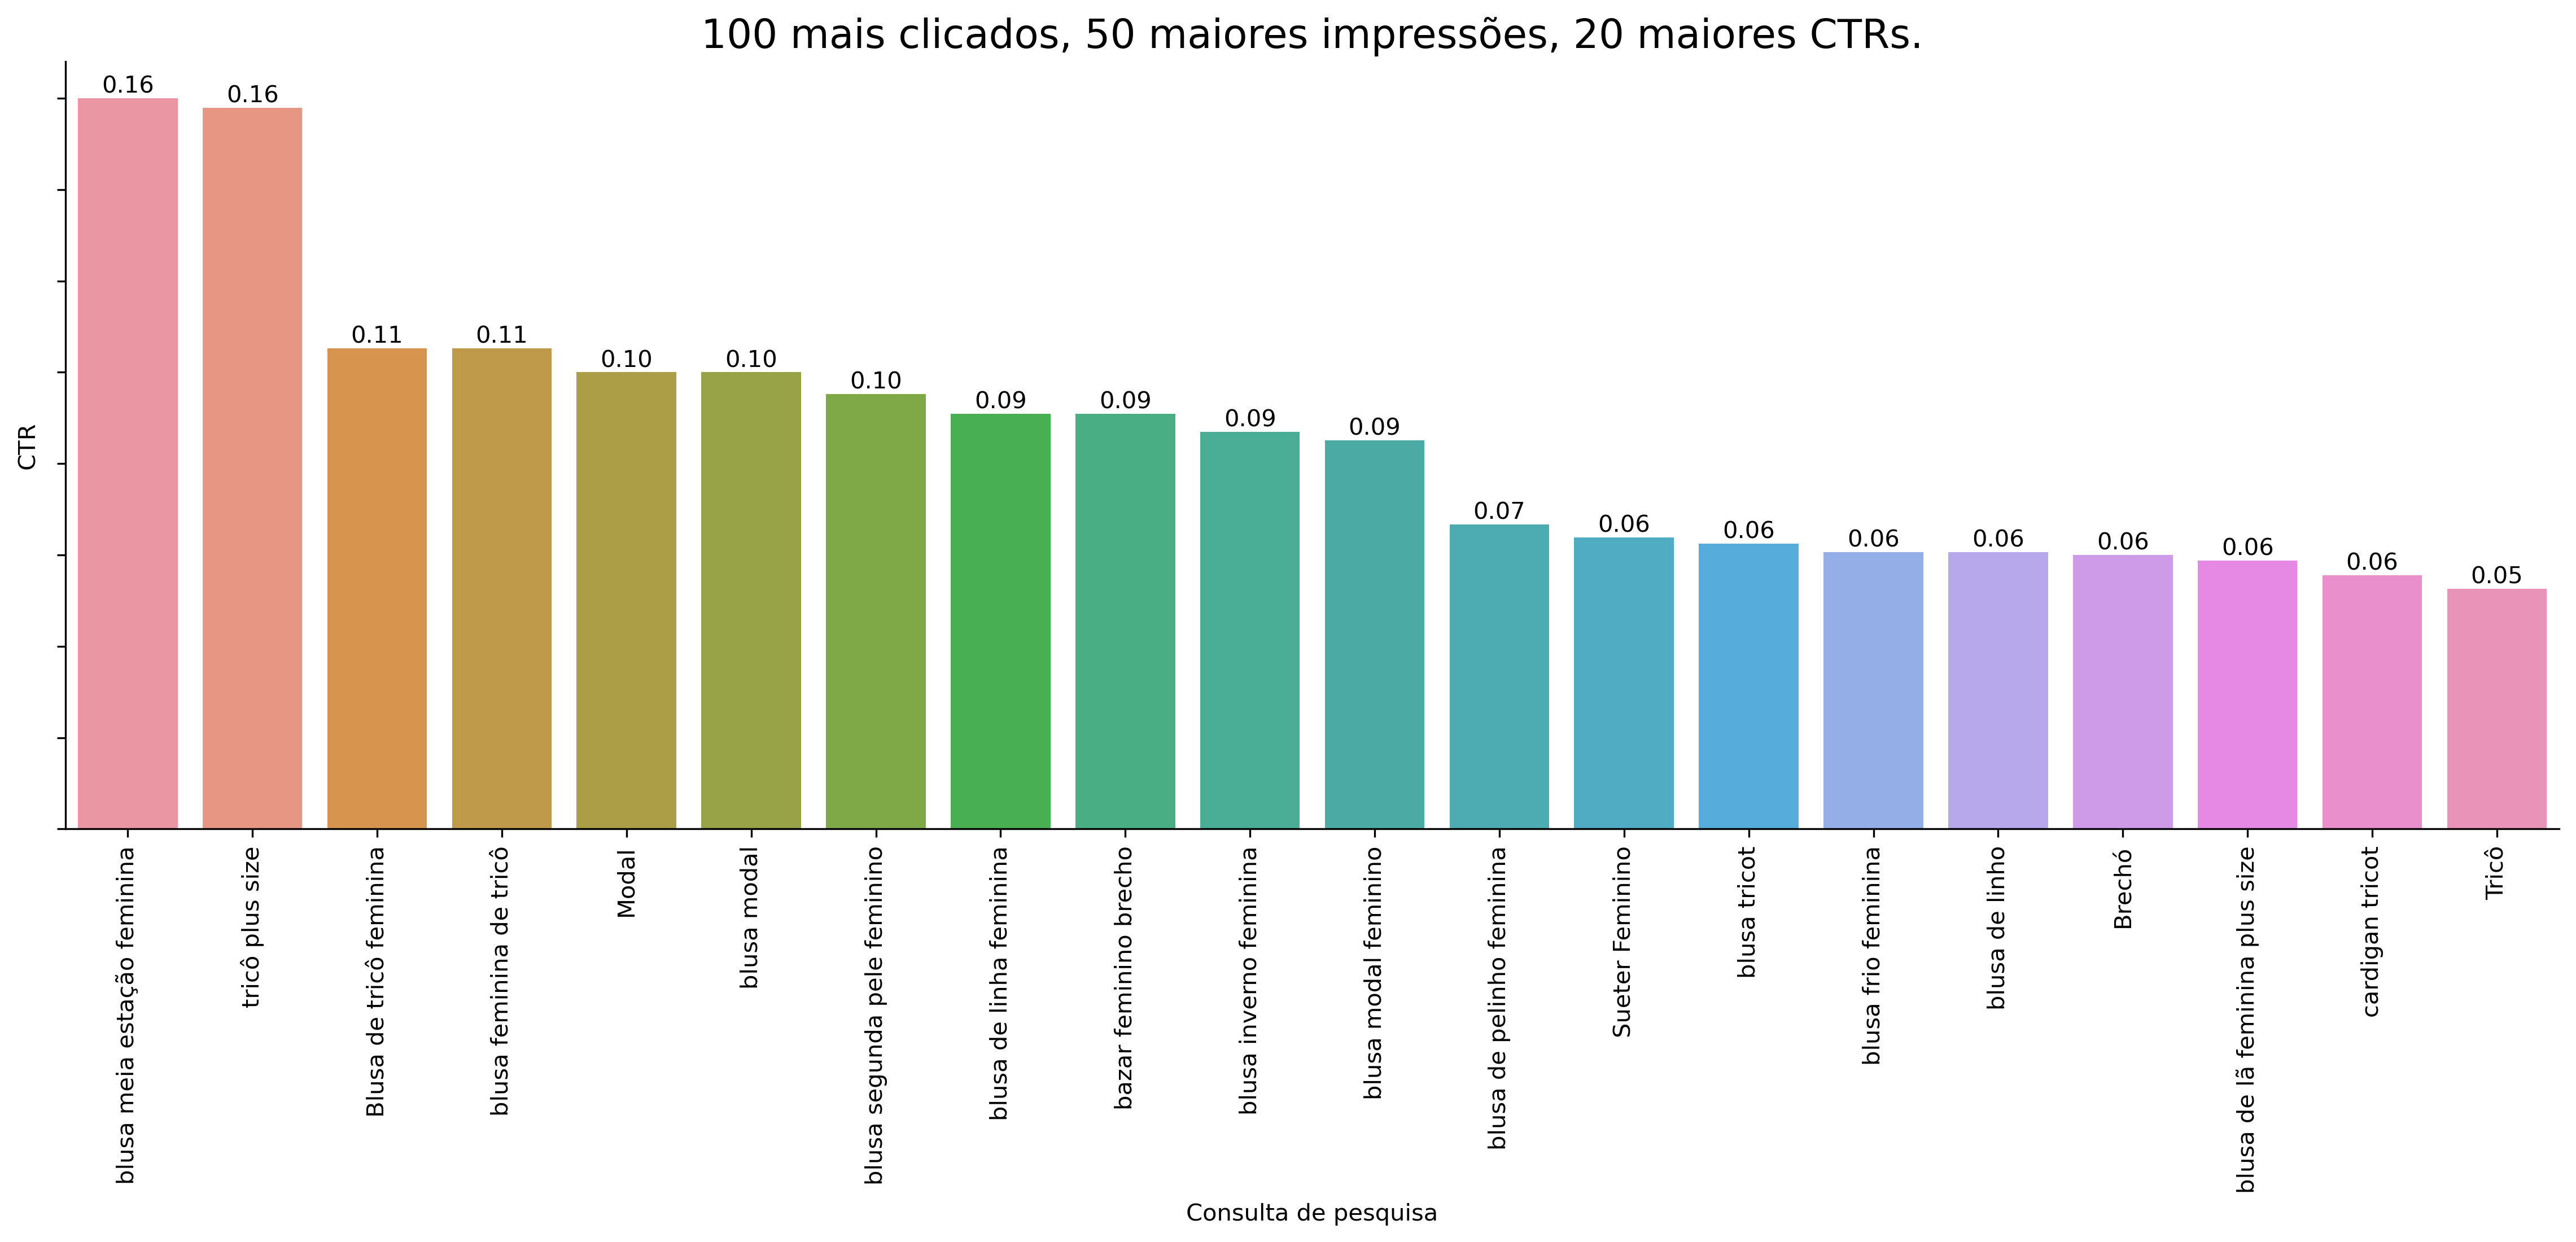 100 mais clicados, 50 maiores impressões, 20 maiores CTRs.
CTR
0.16
0.16
0.11
0.11
0.10
0.10
0.10
0.09
0.09
0.09
0.09
0.07
0.06
0.06
0.06
0.06
0.06
0.06
0.06
0.05
blusa meia estação feminina
tricô plus size
Blusa de tricô feminina
blusa feminina de tricô
Modal
blusa modal
blusa segunda pele feminino
blusa de linha feminina
bazar feminino brecho
blusa inverno feminina
blusa modal feminino
blusa de pelinho feminina
Sueter Feminino
blusa tricot
blusa frio feminina
blusa de linho
Brechó
blusa de lã feminina plus size
cardigan tricot
Tricô
Consulta de pesquisa